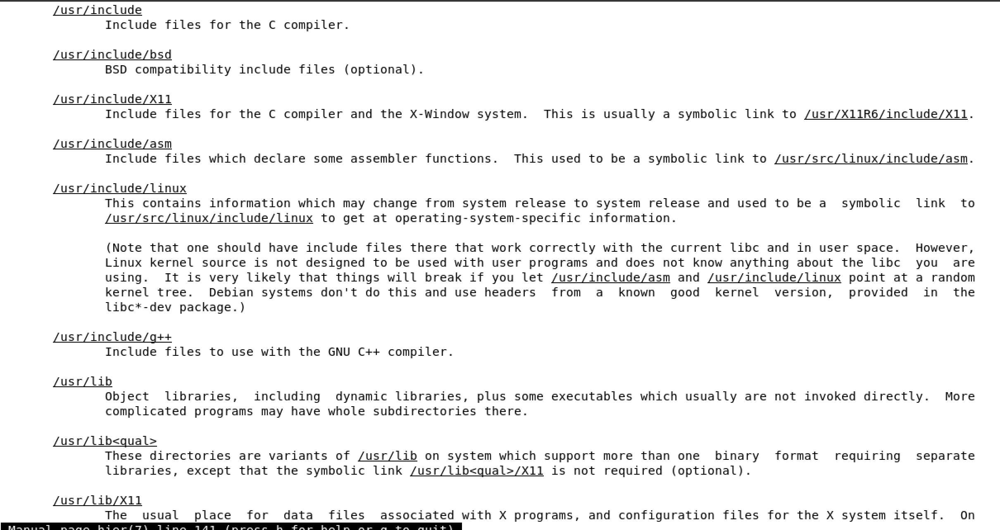 /usr/include
Include files for the C compiler.
/usr/include/bsd
BSD compatibility include files (optional).
/usr/include/X11
Include files for the C compiler and the X-Window system.  This is usually a symbolic link to /usr/X11R6/include/X11.
/usr/include/asm
Include files which declare some assembler functions.  This used to be a symbolic link to /usr/src/linux/include/asm.
/usr/include/linux
This contains information which may change from system release to system release and used to be a  symbolic  link  to
/usr/src/linux/include/linux to get at operating-system-specific information.
(Note that one should have include files there that work correctly with the current libc and in user space.  However,
Linux kernel source is not designed to be used with user programs and does not know anything about the libc  you  are
using.  It is very likely that things will break if you let /usr/include/asm and /usr/include/linux point at a random
kernel tree.  Debian systems don't do this and use headers  from  a  known  good  kernel  version,  provided  in  the
libc*-dev package.)
/usr/include/g++
Include files to use with the GNU C++ compiler.
/usr/lib
Object  libraries,  including  dynamic libraries, plus some executables which usually are not invoked directly.  More
complicated programs may have whole subdirectories there.
/usr/lib<qual>
These directories are variants of /usr/lib on system which support more than one  binary  format  requiring  separate
libraries, except that the symbolic link /usr/lib<qual>/X11 is not required (optional).
/usr/lib/X11
The  usual  place  for  data  files  associated with X programs, and configuration files for the X system itself.  On
Manual page hier(7) line 141 (press h for help or q to quit)